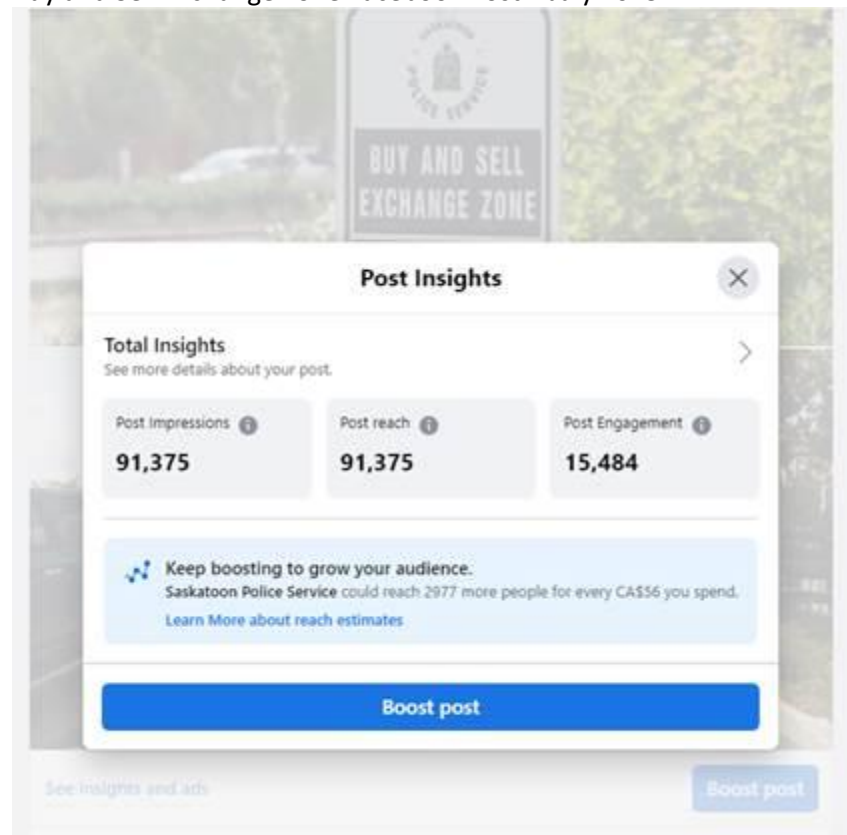 SASKATOON
POLICE SERVICE
BUY AND SELL
EXCHANGE ZONE
Post Insights
Total Insights
See more details about your post.
Post Impressions
Post reach
Post Engagement
91,375
91,375
15,484
Keep boosting to grow your audience.
Saskatoon Police Service could reach 2977 more people for every CA$56 you spend.
Learn More about reach estimates
Boost post
See insights and ads
Boost post